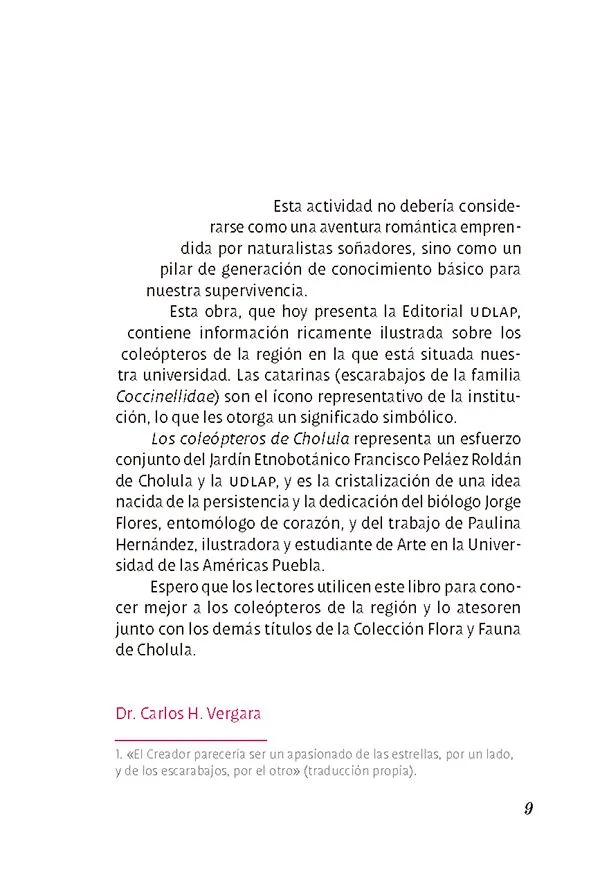 Esta actividad no debería conside-
rarse como una aventura romántica empren-
dida por naturalistas soñadores, sino como un
pilar de generación de conocimiento básico para
nuestra supervivencia.
Esta obra, que hoy presenta la Editorial UDLAP,
contiene información ricamente ilustrada sobre los
coleópteros de la región en la que está situada nues-
tra universidad. Las catarinas (escarabajos de la familia
Coccinellidae) son el ícono representativo de la institu-
ción, lo que les otorga un significado simbólico.
Los coleópteros de Cholula representa un esfuerzo
conjunto del Jardín Etnobotánico Francisco Peláez Roldán
de Cholula y la UDLAP, y es la cristalización de una idea
nacida de la persistencia y la dedicación del biólogo Jorge
Flores, entomólogo de corazón, y del trabajo de Paulina
Hernández, ilustradora y estudiante de Arte en la Univer-
sidad de las Américas Puebla.
Espero que los lectores utilicen este libro para cono-
cer mejor a los coleópteros de la región y lo atesoren
junto con los demás títulos de la Colección Flora y Fauna
de Cholula.
Dr. Carlos H. Vergara
1. «El Creador parecería ser un apasionado de las estrellas, por un lado,
y de los escarabajos, por el otro» (traducción propia).
9